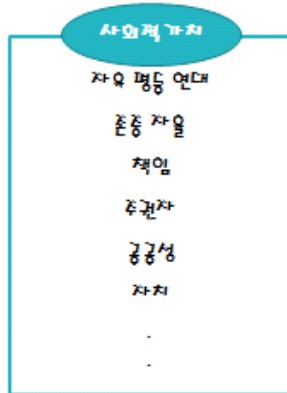 사회적 가치
자유 평등 연대
존중 자율
책임
주권자
공공성
자치
.
.